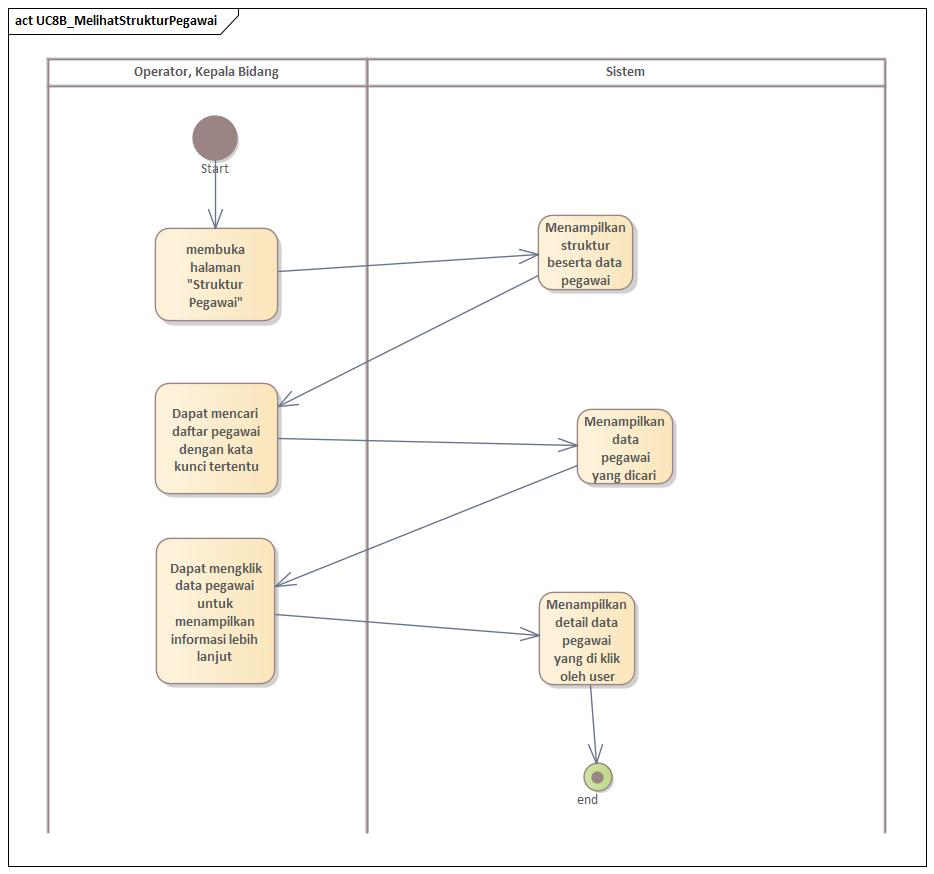 act UC8B_MelihatStrukturPegawai
Operator, Kepala Bidang
Sistem
Start
membuka
halaman
"Struktur
Pegawai"
Menampilkan
struktur
beserta data
pegawai
Dapat mencari
daftar pegawai
dengan kata
kunci tertentu
Menampilkan
data
pegawai
yang dicari
Dapat mengklik
data pegawai
untuk
menampilkan
informasi lebih
lanjut
Menampilkan
detail data
pegawai
yang di klik
oleh user
end